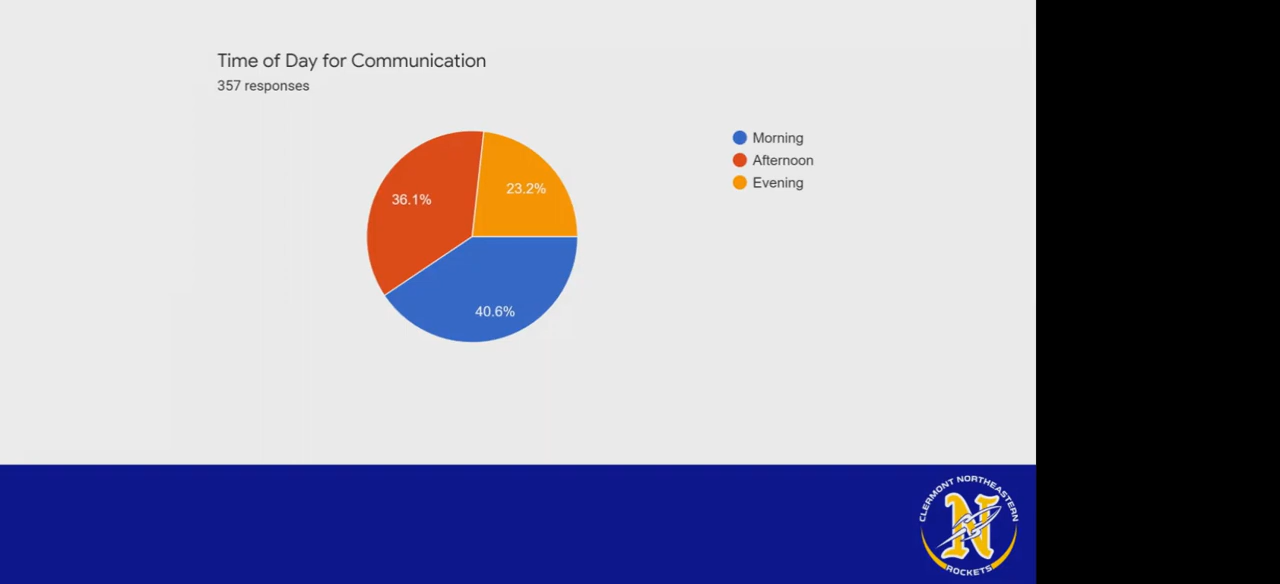 Time of Day for Communication
357 responses
Morning
Afternoon
Evening
36.1%
23.2%
40.6%
CLERMONT NORTHEASTERN
N
ROCKETS